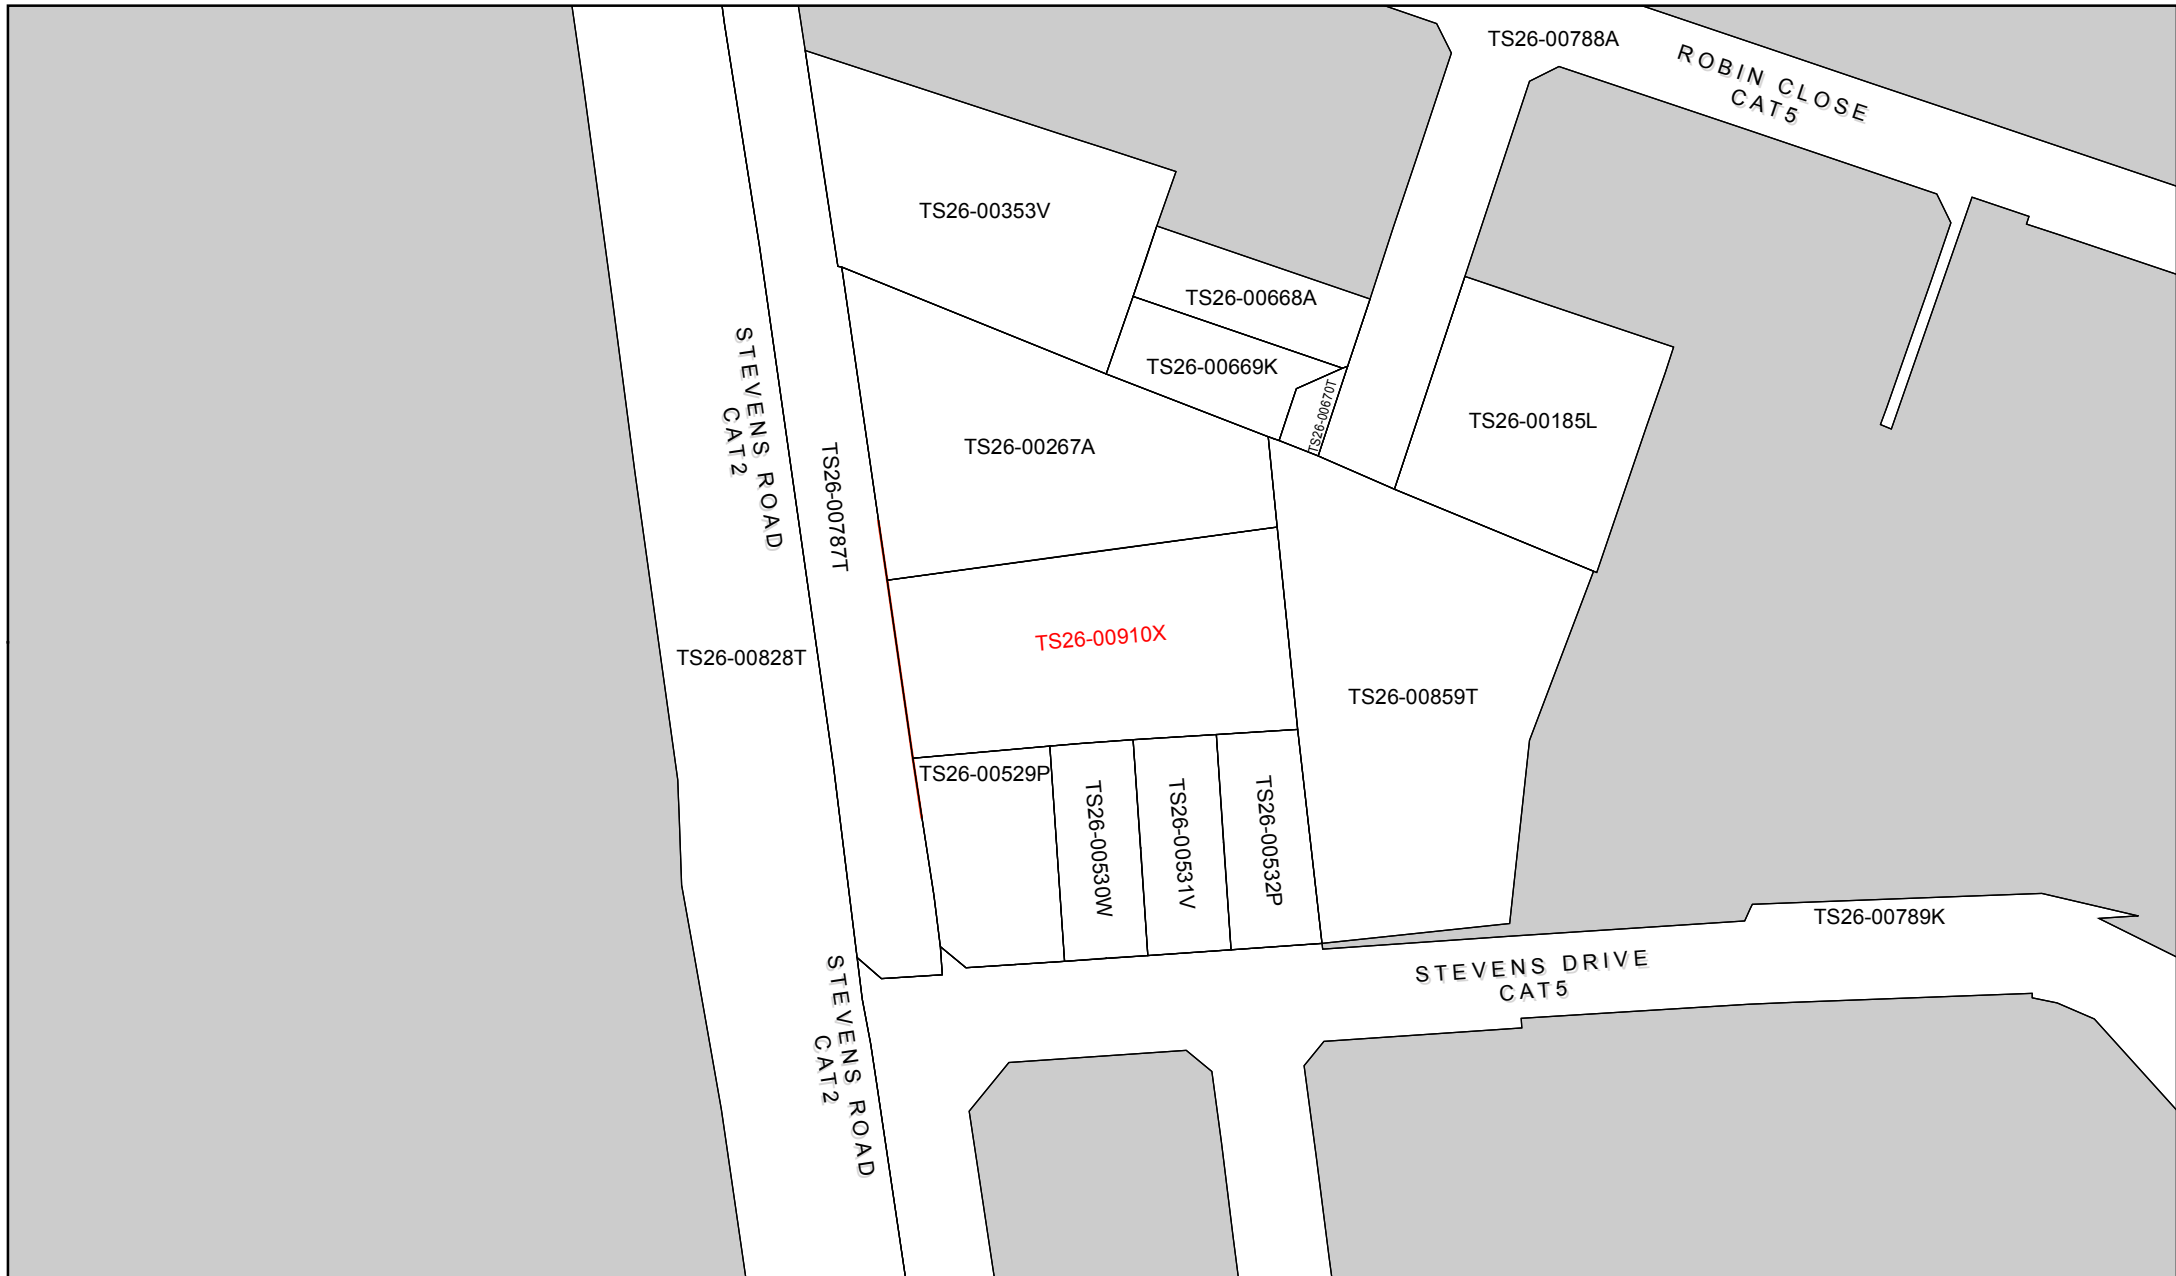 TS26-00788A
ROBIN CLOSE
CAT5
TS26-00353V
TS26-00668A
TS26-00669K
TS26-00670T
TS26-00185L
STEVENS ROAD
CAT2
TS26-00787T
TS26-00267A
TS26-00910X
TS26-00828T
TS26-00859T
TS26-00529P
TS26-00530W
TS26-00531V
TS26-00532P
TS26-00789K
STEVENS DRIVE
CAT5
STEVENS ROAD
CAT2